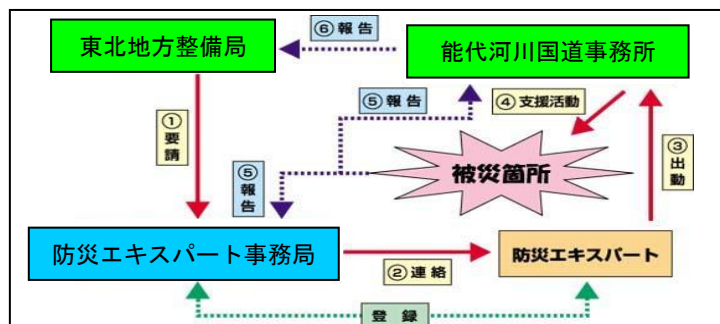 ⑥報告
東北地方整備局
能代河川国道事務所
⑤報告
④支援活動
①要請
③出動
⑤報告
被災箇所
防災エキスパート事務局
②連絡
防災エキスパート
登録